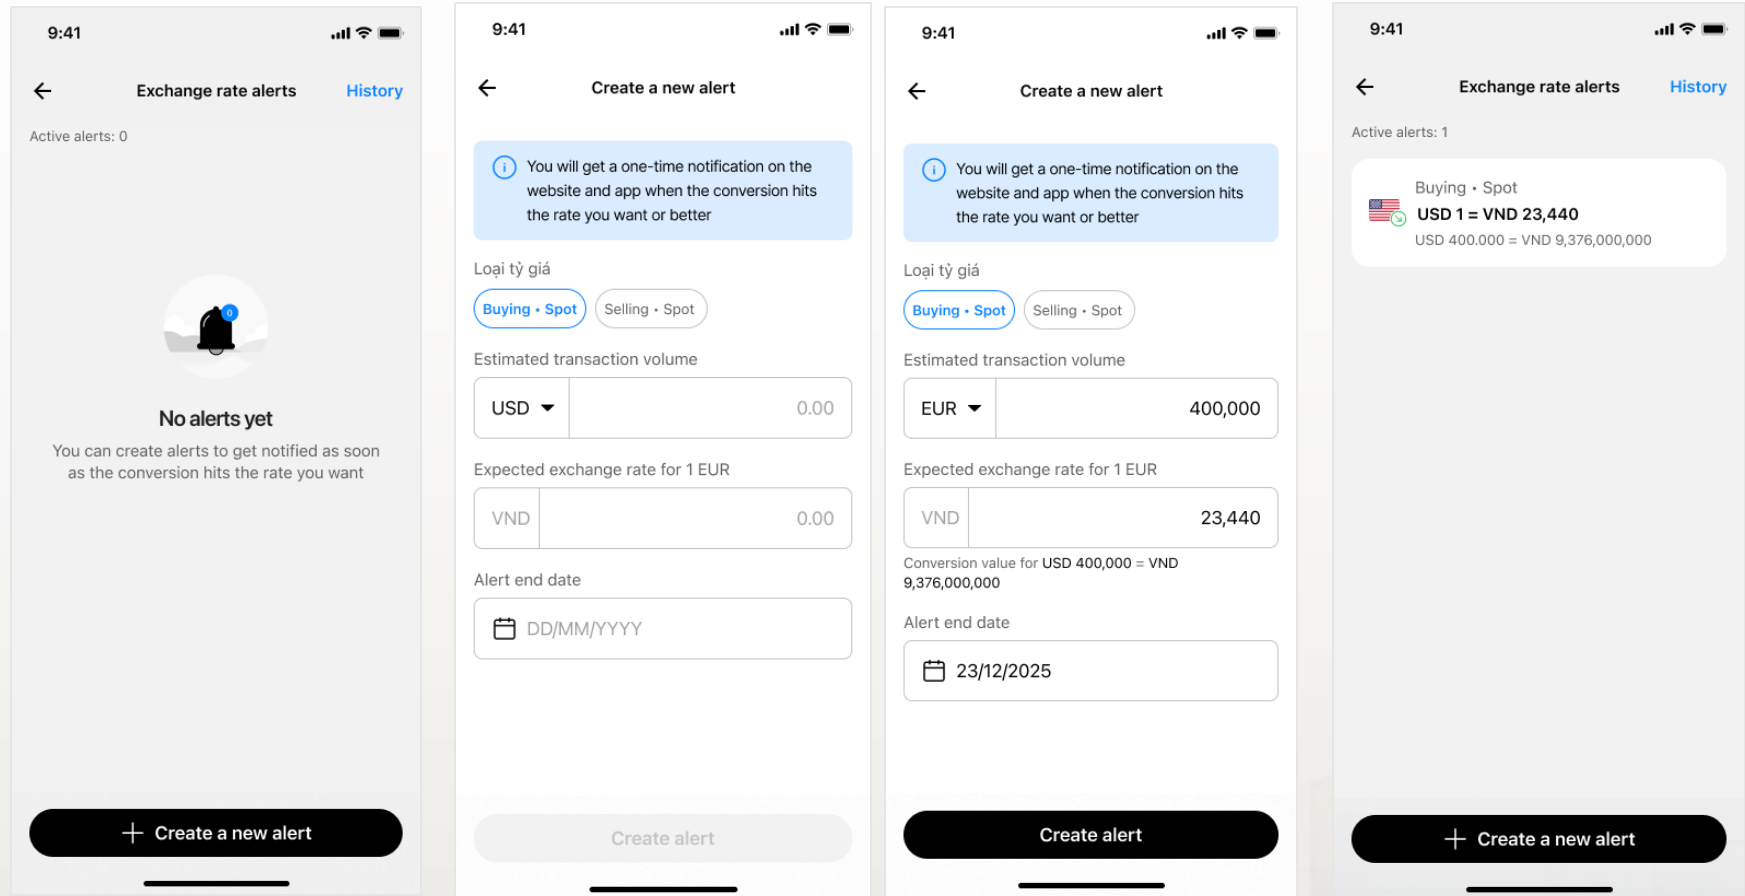 9:41
Exchange rate alerts
History
Active alerts: 0
0
No alerts yet
You can create alerts to get notified as soon
as the conversion hits the rate you want
Create a new alert
9:41
Create a new alert
You will get a one-time notification on the
website and app when the conversion hits
the rate you want or better
Loại tỷ giá
Buying • Spot
Selling • Spot
Estimated transaction volume
USD
0.00
Expected exchange rate for 1 EUR
VND
0.00
Alert end date
DD/MM/YYYY
Create alert
9:41
Create a new alert
You will get a one-time notification on the
website and app when the conversion hits
the rate you want or better
Loại tỷ giá
Buying • Spot
Selling • Spot
Estimated transaction volume
EUR
400,000
Expected exchange rate for 1 EUR
VND
23,440
Conversion value for USD 400,000 = VND
9,376,000,000
Alert end date
23/12/2025
Create alert
9:41
Exchange rate alerts
History
Active alerts: 1
Buying • Spot
USD 1 = VND 23,440
USD 400.000 = VND 9,376,000,000
Create a new alert